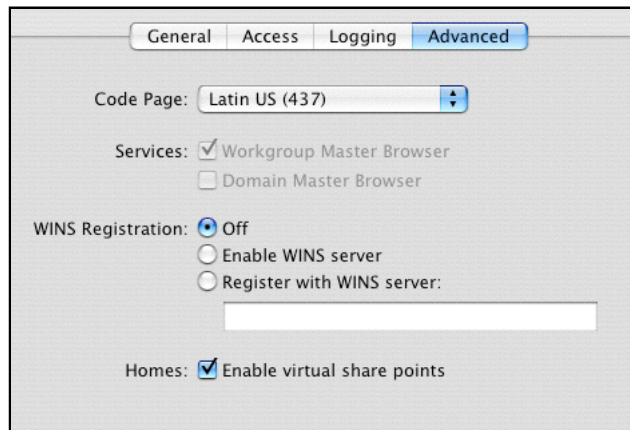 General Access Logging Advanced
Code Page: Latin US (437)
Services: Workgroup Master Browser
Domain Master Browser
WINS Registration: Off
Enable WINS server
Register with WINS server:
Homes: Enable virtual share points